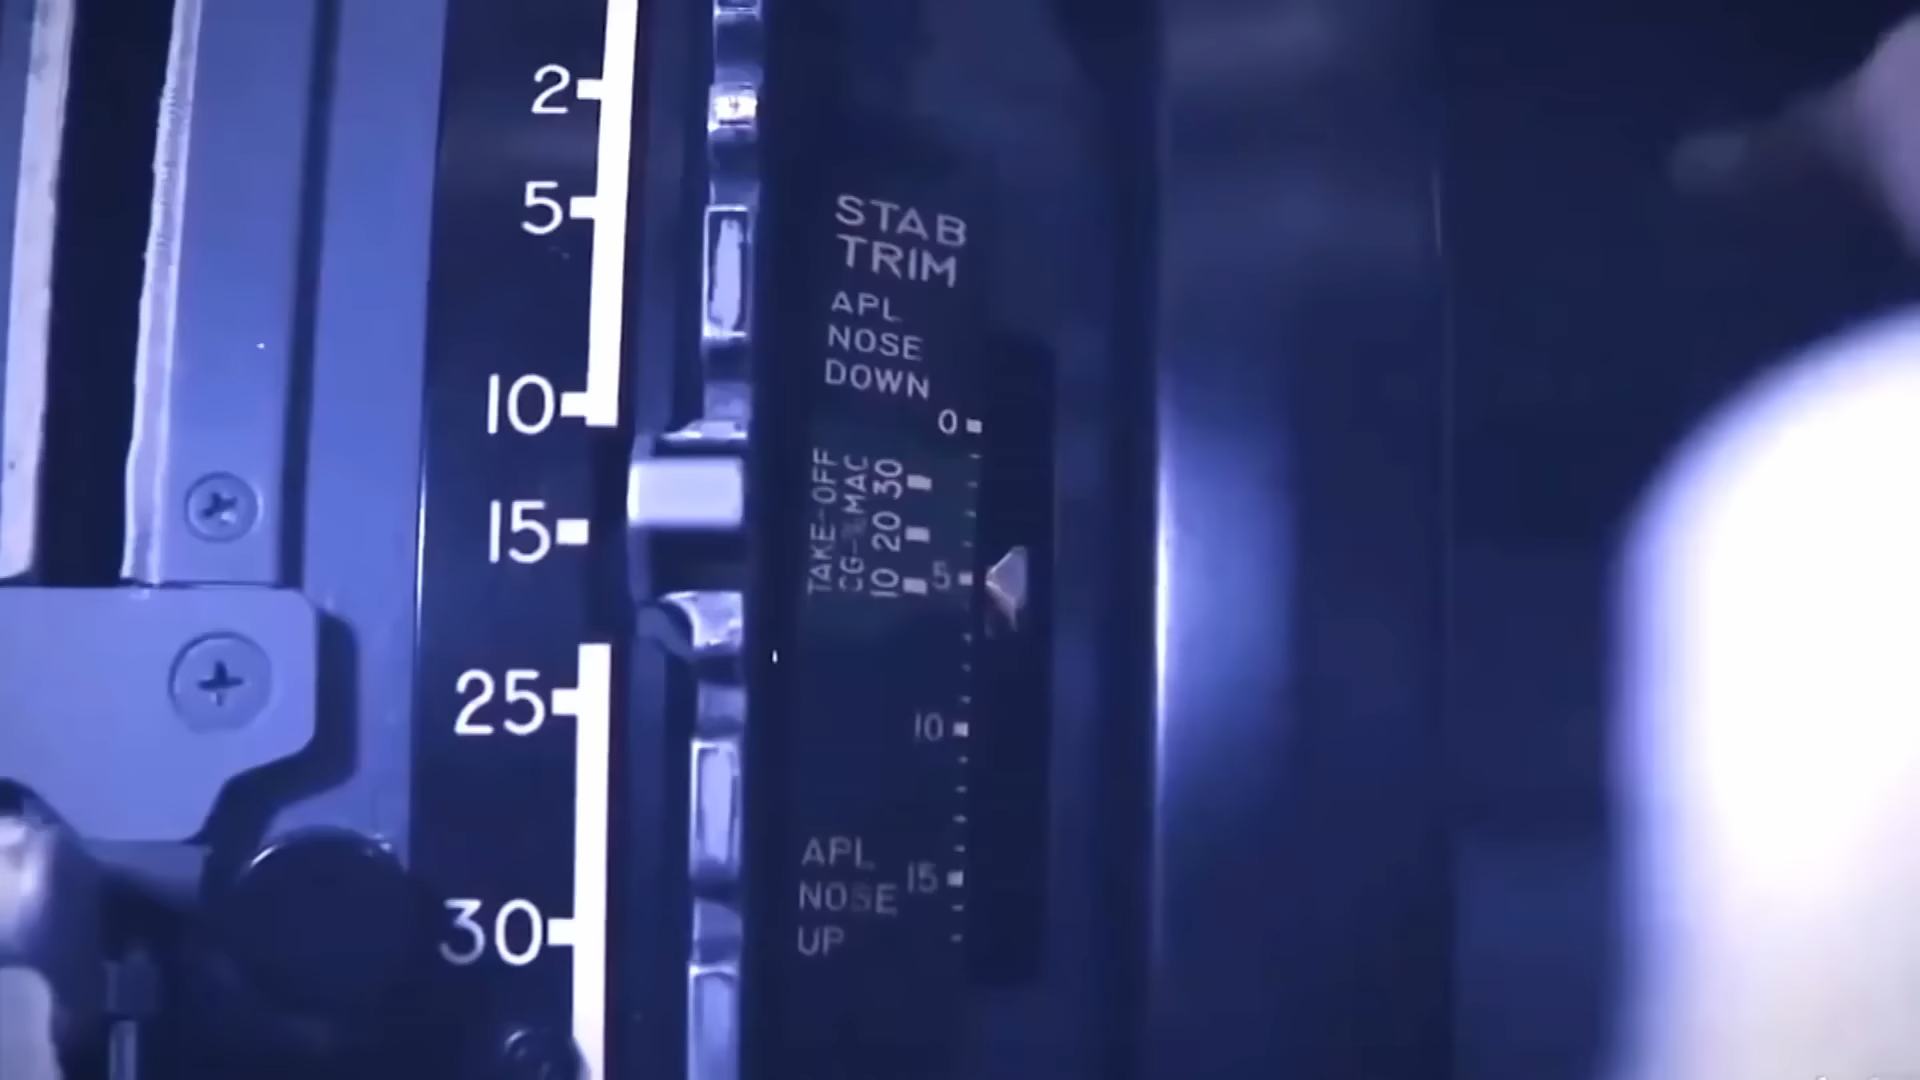 2
5
10
15
25
30
STAB
TRIM
APL
NOSE
DOWN
0
TAKE-OFF
CG-%MAC
10 20 30
5
10
15
APL
NOSE
UP